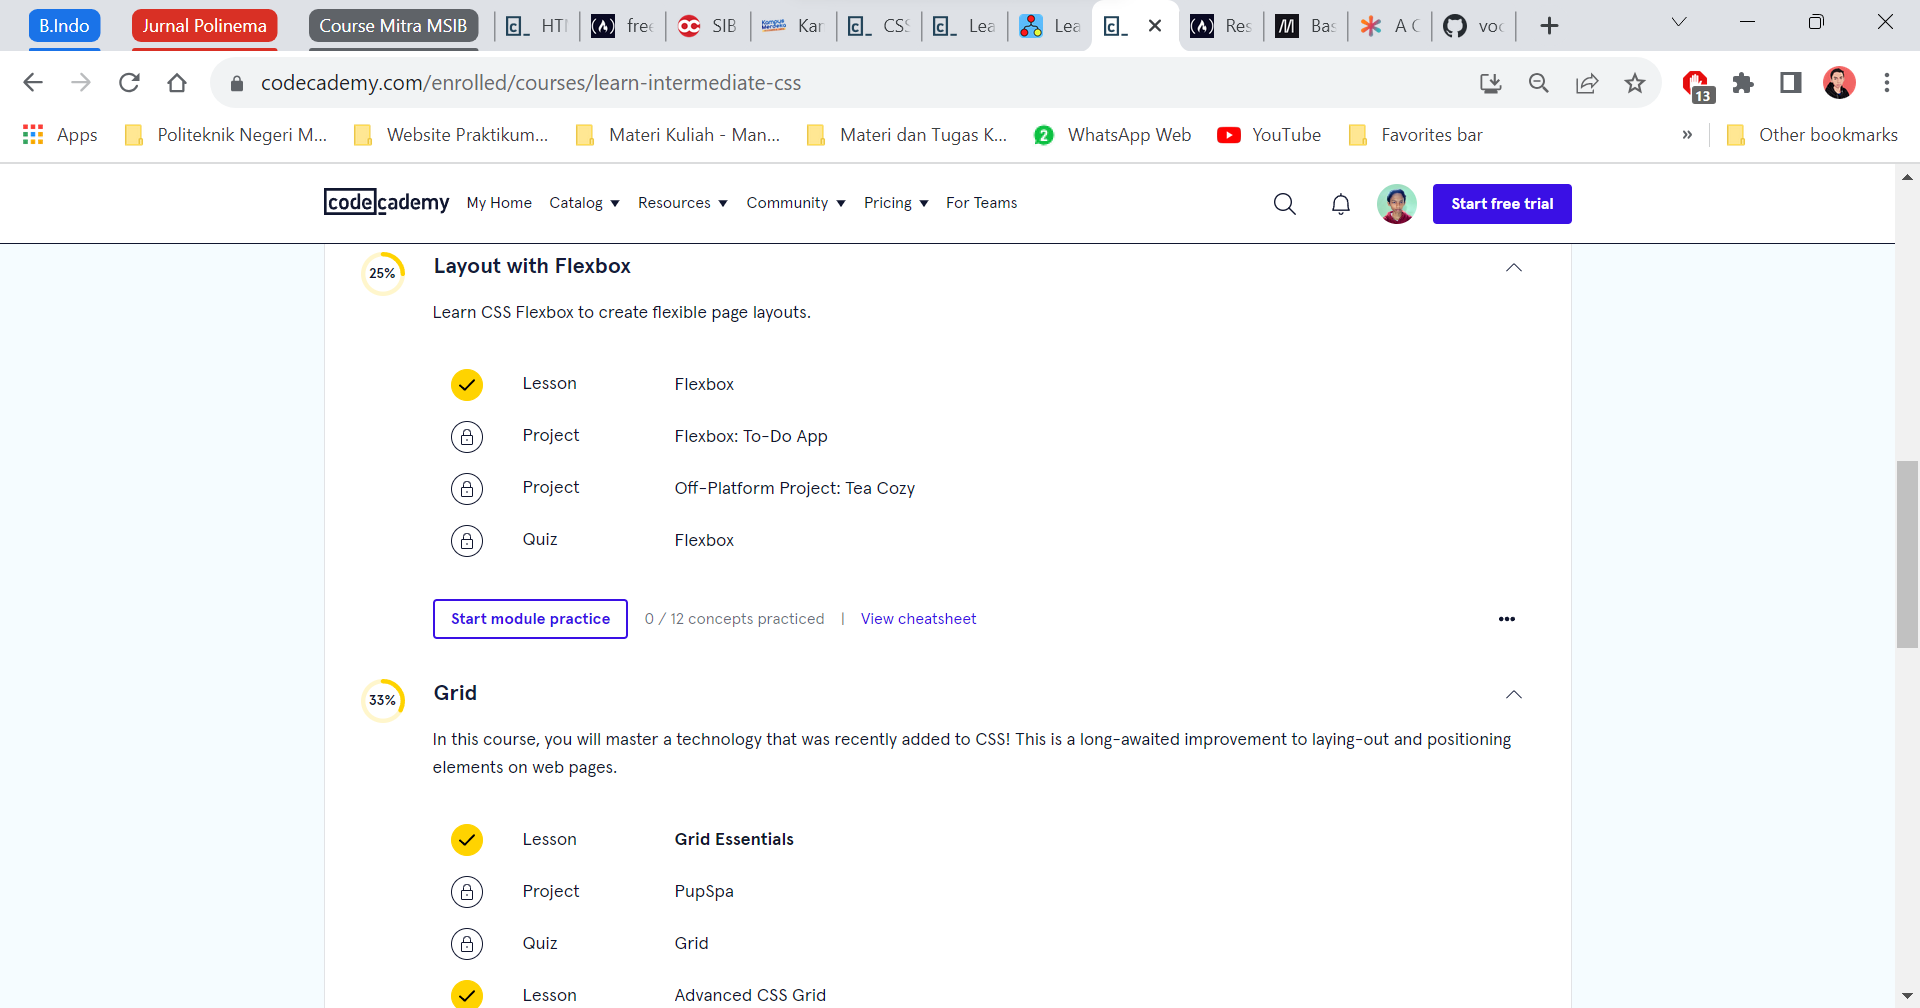 B.Indo
Jurnal Polinema
Course Mitra MSIB
HT
free
SIB
Kar
CSS
Lea
Lea
Res
Bas
A C
voc
codecademy.com/enrolled/courses/learn-intermediate-css
13
Apps
Politeknik Negeri M...
Website Praktikum...
Materi Kuliah - Man...
Materi dan Tugas K...
2
WhatsApp Web
YouTube
Favorites bar
»
Other bookmarks
codecademy
My Home
Catalog
Resources
Community
Pricing
For Teams
Start free trial
25%
Layout with Flexbox
Learn CSS Flexbox to create flexible page layouts.
Lesson Flexbox
Project Flexbox: To-Do App
Project Off-Platform Project: Tea Cozy
Quiz Flexbox
Start module practice
0 / 12 concepts practiced | View cheatsheet
33%
Grid
In this course, you will master a technology that was recently added to CSS! This is a long-awaited improvement to laying-out and positioning
elements on web pages.
Lesson Grid Essentials
Project PupSpa
Quiz Grid
Lesson Advanced CSS Grid